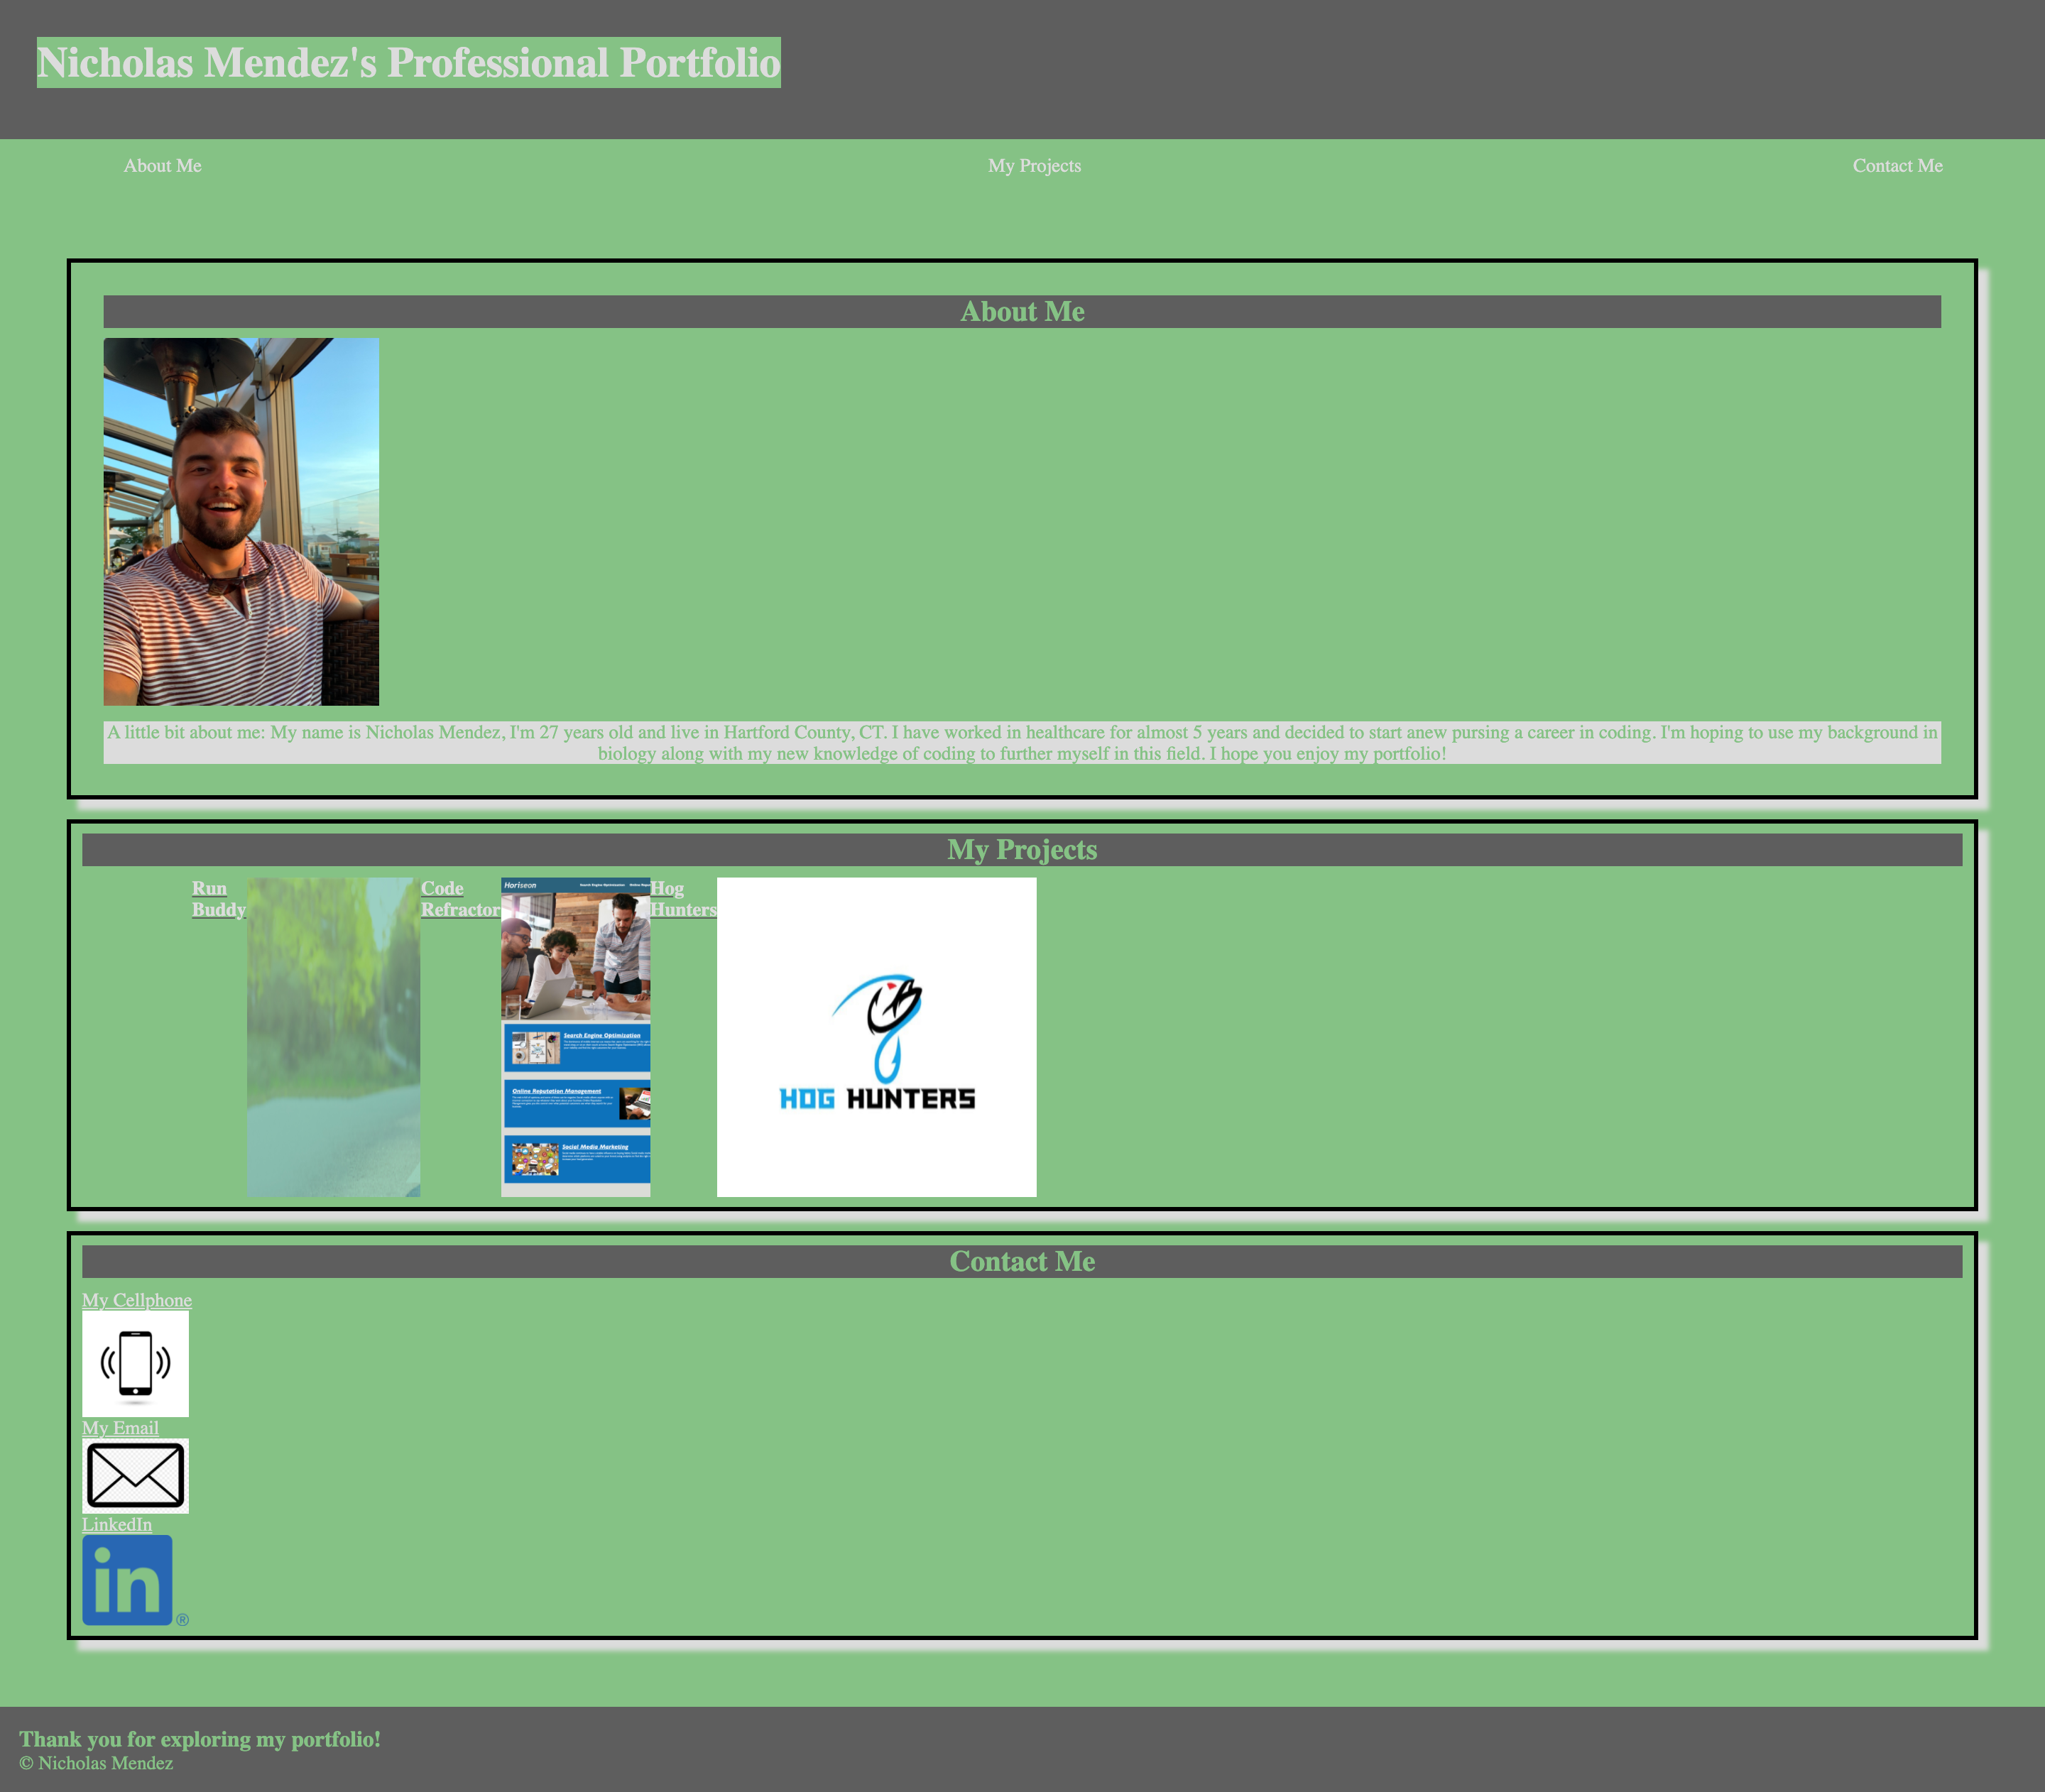 Nicholas Mendez's Professional Portfolio
About Me
My Projects
Contact Me
About Me
A little bit about me: My name is Nicholas Mendez, I'm 27 years old and live in Hartford County, CT. I have worked in healthcare for almost 5 years and decided to start anew pursing a career in coding. I'm hoping to use my background in
biology along with my new knowledge of coding to further myself in this field. I hope you enjoy my portfolio!
My Projects
Run
Buddy
Code
Refractor
Horiseon
Search Engine Optimization
Search Engine Optimization
Online Reputation Management
Social Media Marketing
Hog
Hunters
HOG HUNTERS
Contact Me
My Cellphone
My Email
LinkedIn
in ®
Thank you for exploring my portfolio!
© Nicholas Mendez